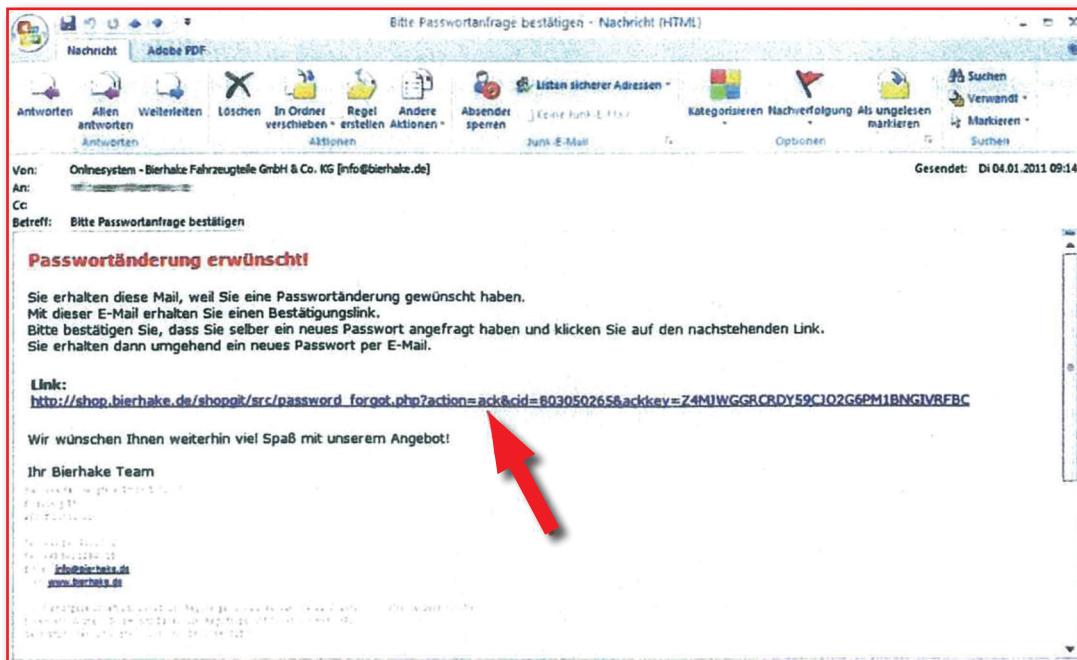 Bitte Passwortanfrage bestätigen - Nachricht (HTML)
Nachricht Adobe PDF
Antworten Allen antworten Weiterleiten Löschen In Ordner verschieben Regel erstellen Andere Aktionen Absender sperren Listen sicherer Adressen Kategorisieren Nachverfolgung Als ungelesen markieren Suchen Verwandt Markieren
Antworten Aktionen Junk-E-Mail Optionen Suchen
Von: Onlinesystem - Bierhake Fahrzeugteile GmbH & Co. KG [info@bierhake.de] Gesendet: Di 04.01.2011 09:14
An:
Cc:
Betreff: Bitte Passwortanfrage bestätigen
Passwortänderung erwünscht!
Sie erhalten diese Mail, weil Sie eine Passwortänderung gewünscht haben.
Mit dieser E-Mail erhalten Sie einen Bestätigungslink.
Bitte bestätigen Sie, dass Sie selber ein neues Passwort angefragt haben und klicken Sie auf den nachstehenden Link.
Sie erhalten dann umgehend ein neues Passwort per E-Mail.
Link:
http://shop.bierhake.de/shopgit/src/password_forgot.php?action=ack&cid=803050265&ackkey=Z4MJWGGRCRDY59CJO2G6PM1BNGIVRFBC
Wir wünschen Ihnen weiterhin viel Spaß mit unserem Angebot!
Ihr Bierhake Team
info@bierhake.de
www.bierhake.de